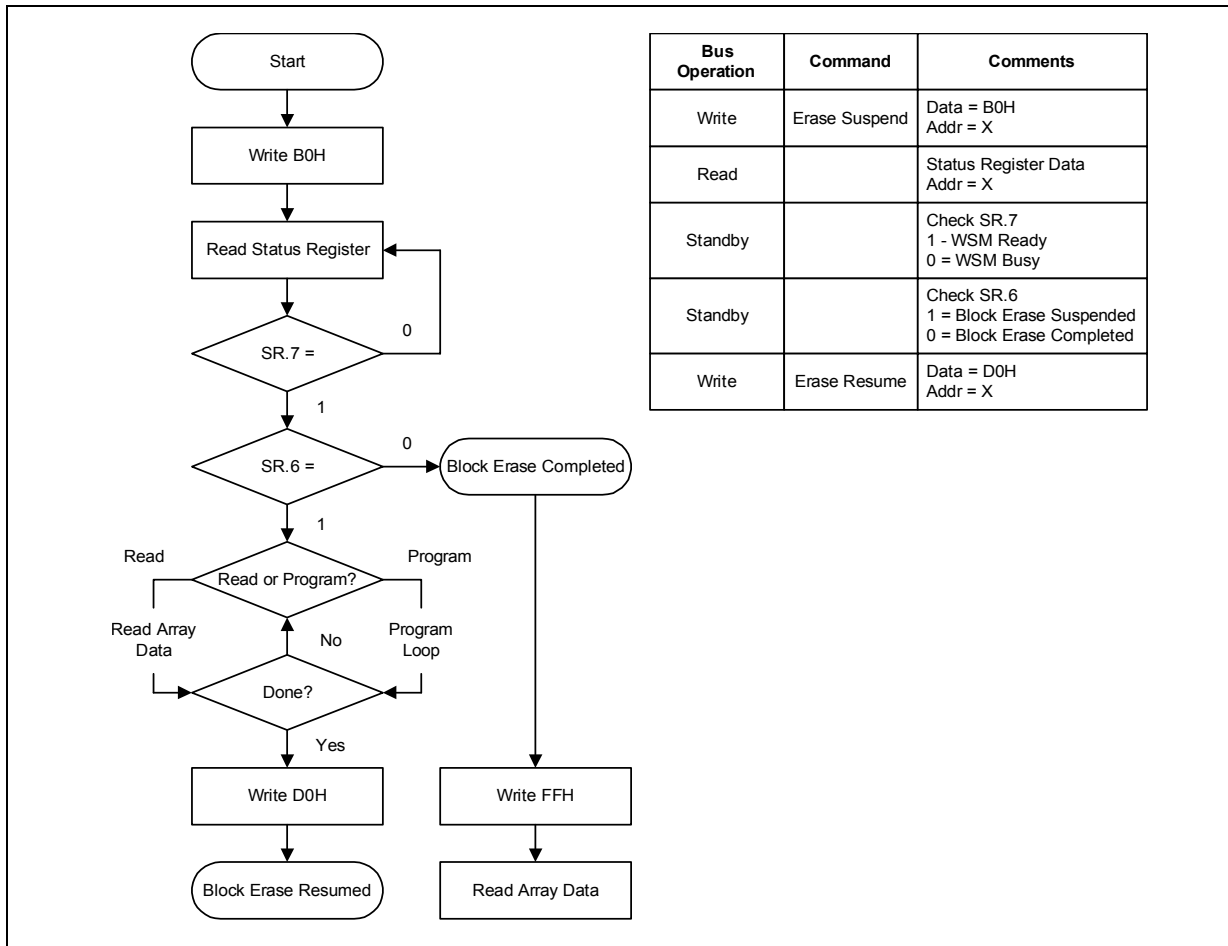 Start
Write B0H
Read Status Register
0
SR.7 =
1
0
SR.6 =
Block Erase Completed
1
Read
Program
Read or Program?
Read Array
Data
No
Program
Loop
Done?
Yes
Write D0H
Write FFH
Block Erase Resumed
Read Array Data
Bus
Operation
Command
Comments
Write
Erase Suspend
Data = B0H
Addr = X
Read
Status Register Data
Addr = X
Standby
Check SR.7
1 - WSM Ready
0 = WSM Busy
Standby
Check SR.6
1 = Block Erase Suspended
0 = Block Erase Completed
Write
Erase Resume
Data = D0H
Addr = X